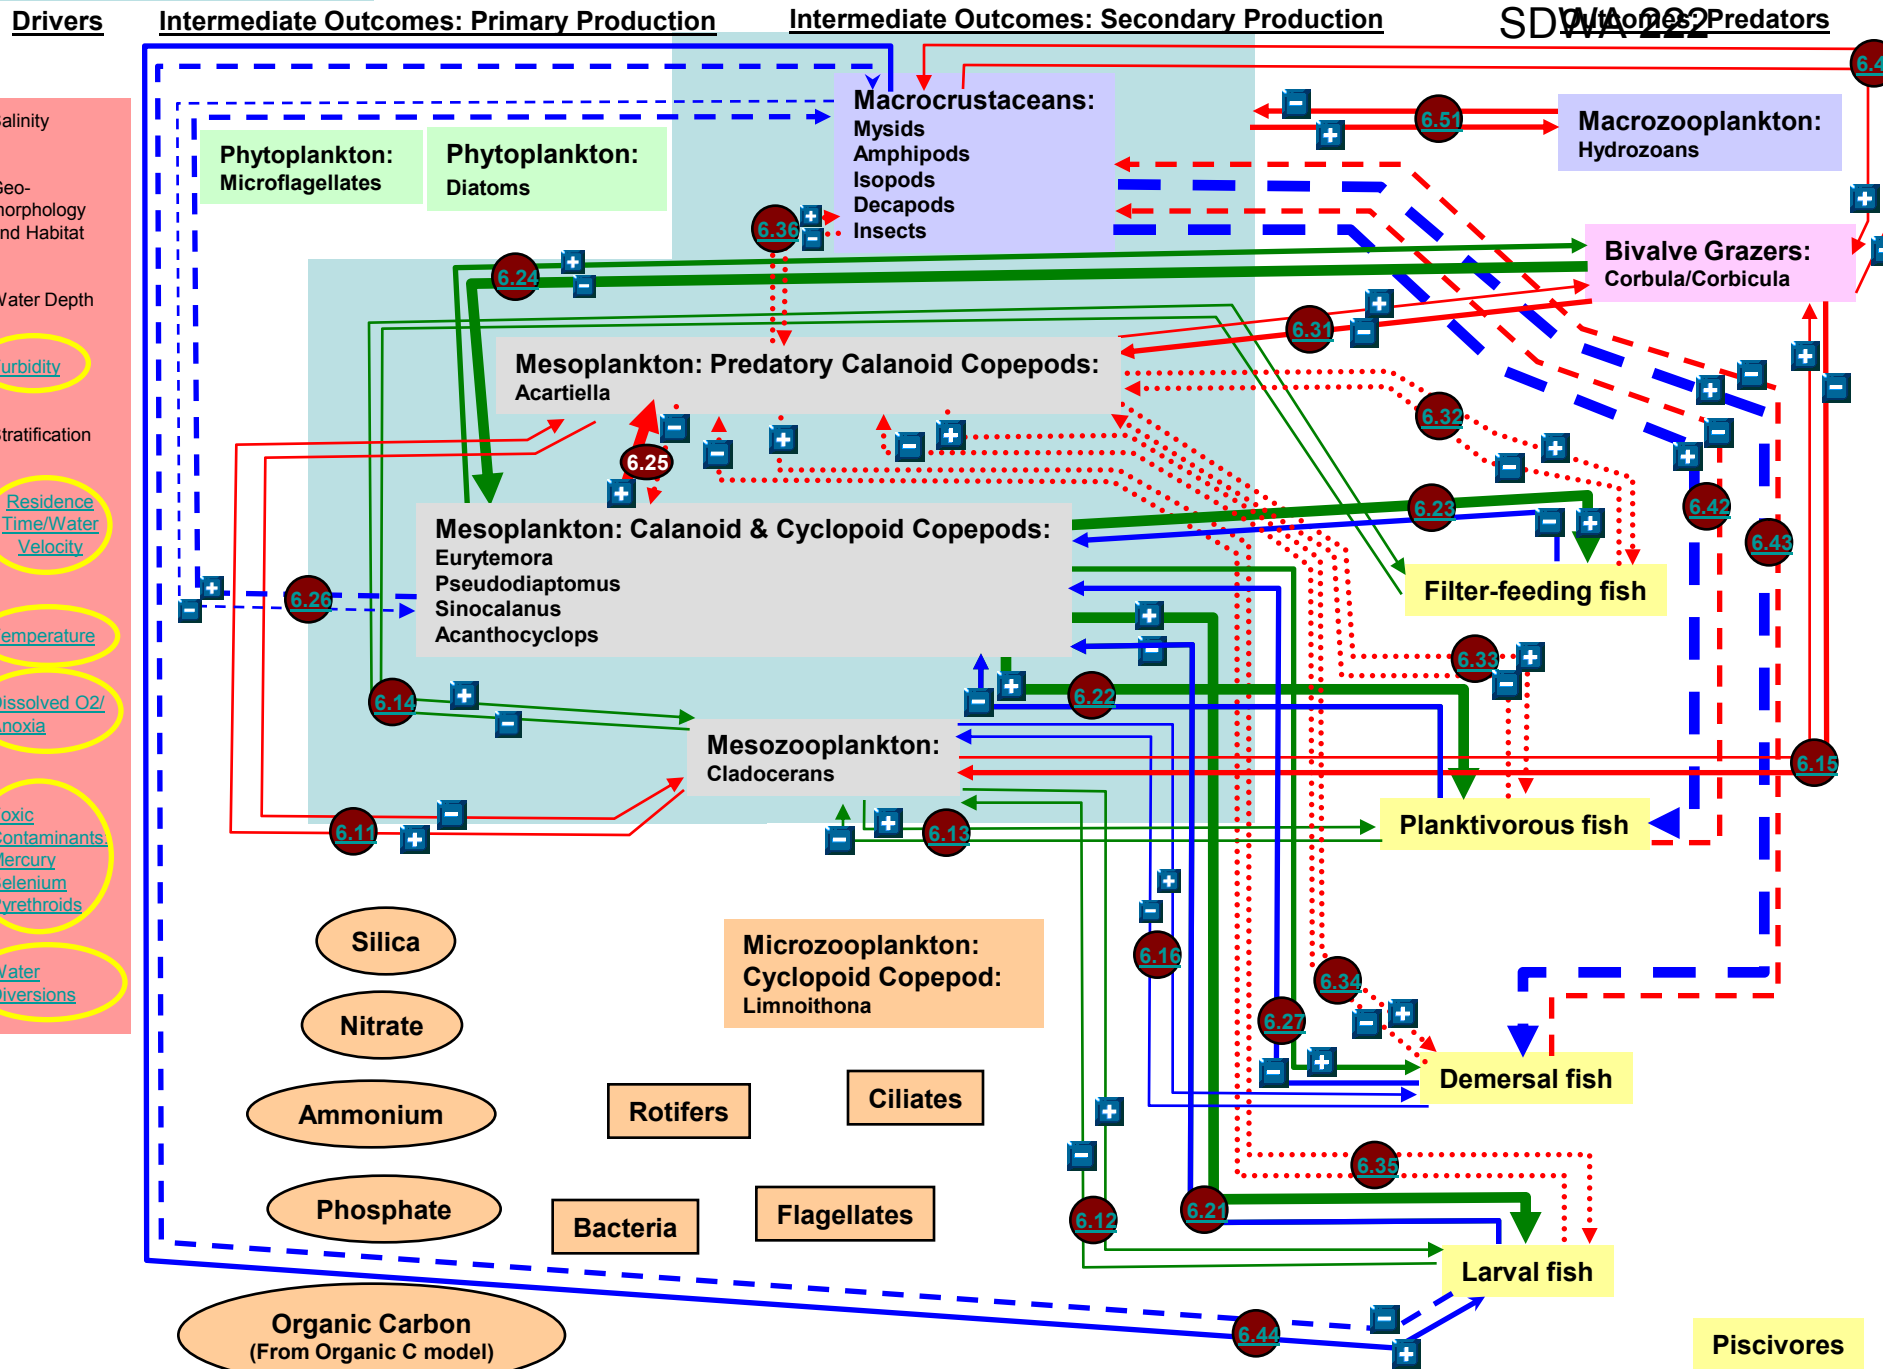 Drivers
Intermediate Outcomes: Primary Production
Intermediate Outcomes: Secondary Production
SDWA 222
Outcomes: Predators
alinity
Geo-
morphology
nd Habitat
Water Depth
urbidity
Stratification
Residence
Time/Water
Velocity
emperature
Dissolved O2/
Anoxia
oxic
Contaminants
Mercury
Selenium
Pyrethroids
Water
Diversions
Phytoplankton:
Microflagellates
Phytoplankton:
Diatoms
Macrocrustaceans:
Mysids
Amphipods
Isopods
Decapods
Insects
Macrozooplankton:
Hydrozoans
Bivalve Grazers:
Corbula/Corbicula
Mesoplankton: Predatory Calanoid Copepods:
Acartiella
Mesoplankton: Calanoid & Cyclopoid Copepods:
Eurytemora
Pseudodiaptomus
Sinocalanus
Acanthocyclops
Mesozooplankton:
Cladocerans
Microzooplankton:
Cyclopoid Copepod:
Limnoithona
Filter-feeding fish
Planktivorous fish
Demersal fish
Larval fish
Piscivores
Silica
Nitrate
Ammonium
Phosphate
Organic Carbon
(From Organic C model)
Rotifers
Ciliates
Bacteria
Flagellates
6.4
6.51
6.36
6.24
6.31
6.32
6.25
6.23
6.42
6.43
6.26
6.33
6.14
6.22
6.15
6.11
6.13
6.16
6.34
6.27
6.35
6.12
6.21
6.44